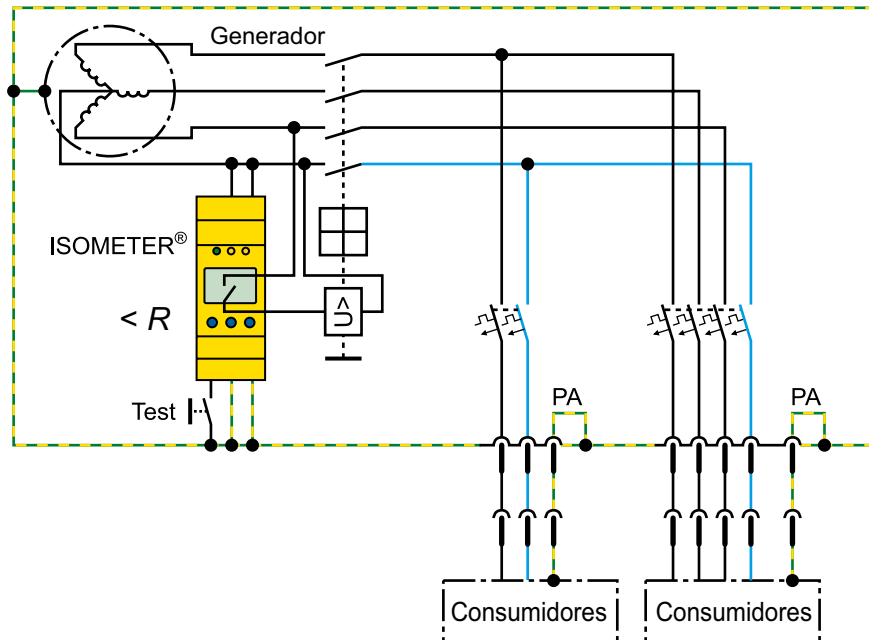 Generador
ISOMETER®
< R
U>
Test
PA
PA
Consumidores
Consumidores